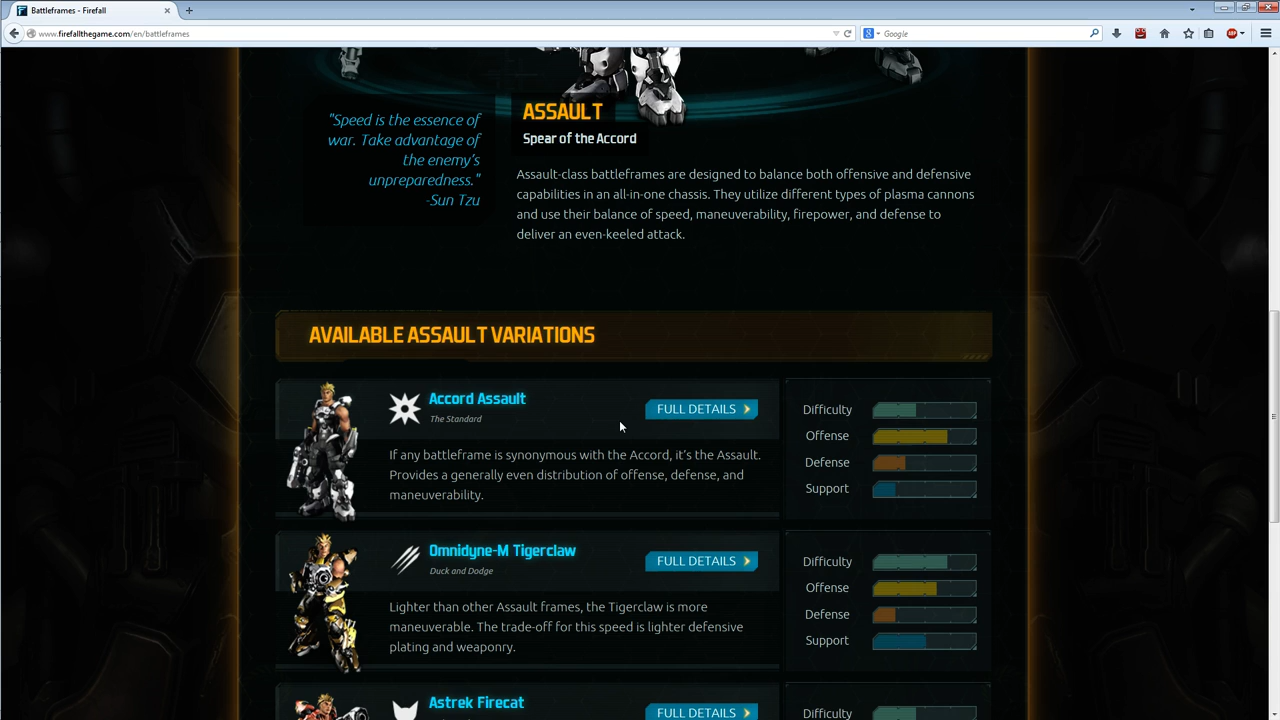 Battleframes - Firefall
www.firefallthegame.com/en/battleframes
Google
"Speed is the essence of
war. Take advantage of
the enemy's
unpreparedness."
-Sun Tzu
ASSAULT
Spear of the Accord
Assault-class battleframes are designed to balance both offensive and defensive
capabilities in an all-in-one chassis. They utilize different types of plasma cannons
and use their balance of speed, maneuverability, firepower, and defense to
deliver an even-keeled attack.
AVAILABLE ASSAULT VARIATIONS
Accord Assault
The Standard
FULL DETAILS
If any battleframe is synonymous with the Accord, it's the Assault.
Provides a generally even distribution of offense, defense, and
maneuverability.
Difficulty
Offense
Defense
Support
Omnidyne-M Tigerclaw
Duck and Dodge
FULL DETAILS
Lighter than other Assault frames, the Tigerclaw is more
maneuverable. The trade-off for this speed is lighter defensive
plating and weaponry.
Difficulty
Offense
Defense
Support
Astrek Firecat
FULL DETAILS
Difficulty